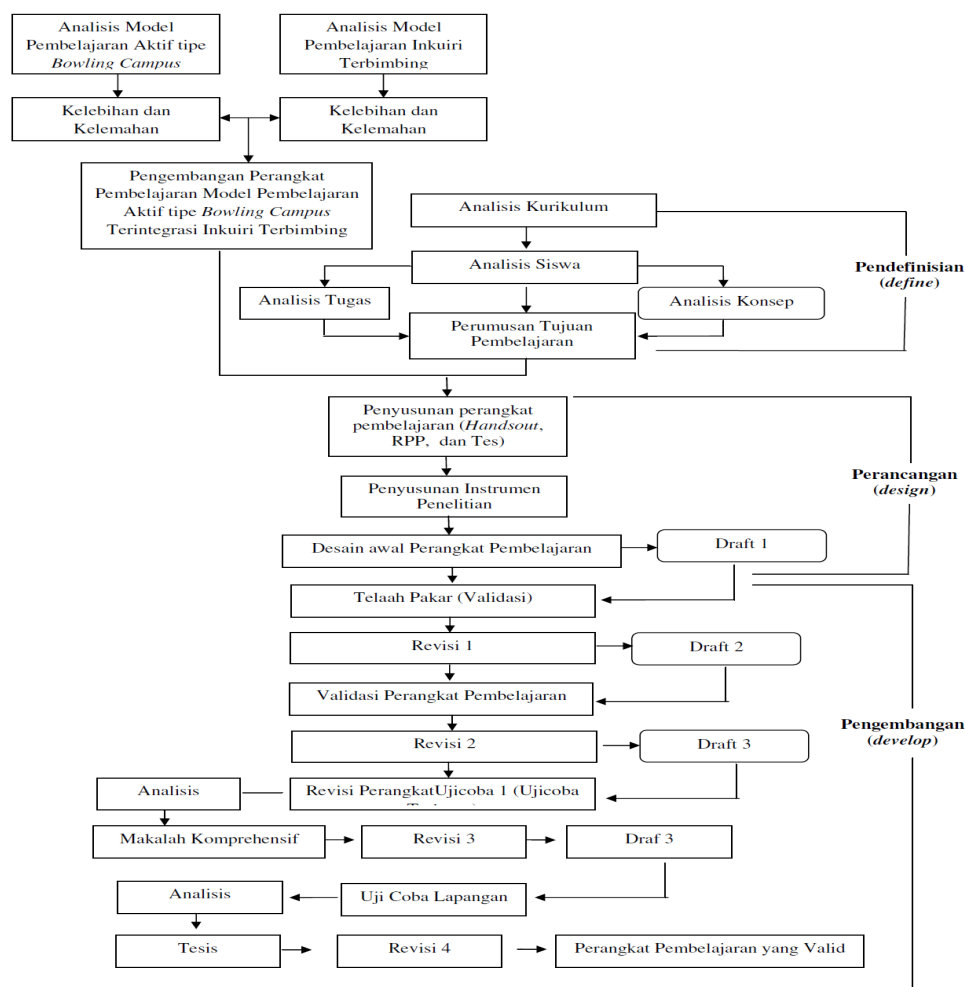 Analisis Model
Pembelajaran Aktif tipe
Bowling Campus
Analisis Model
Pembelajaran Inkuiri
Terbimbing
Kelebihan dan
Kelemahan
Kelebihan dan
Kelemahan
Pengembangan Perangkat
Pembelajaran Model Pembelajaran
Aktif tipe Bowling Campus
Terintegrasi Inkuiri Terbimbing
Analisis Kurikulum
Analisis Siswa
Analisis Tugas
Analisis Konsep
Perumusan Tujuan
Pembelajaran
Pendefinisian
(define)
Penyusunan perangkat
pembelajaran (Handsout,
RPP, dan Tes)
Penyusunan Instrumen
Penelitian
Perancangan
(design)
Desain awal Perangkat Pembelajaran
Draft 1
Telaah Pakar (Validasi)
Revisi 1
Draft 2
Validasi Perangkat Pembelajaran
Revisi 2
Draft 3
Pengembangan
(develop)
Analisis
Revisi PerangkatUjicoba 1 (Ujicoba
Makalah Komprehensif
Revisi 3
Draf 3
Analisis
Uji Coba Lapangan
Tesis
Revisi 4
Perangkat Pembelajaran yang Valid